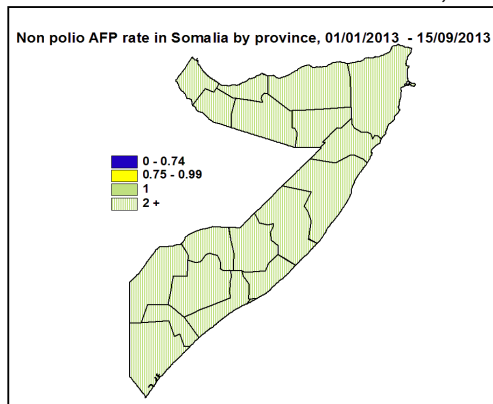 Non polio AFP rate in Somalia by province, 01/01/2013 - 15/09/2013
0 - 0.74
0.75 - 0.99
1
2 +